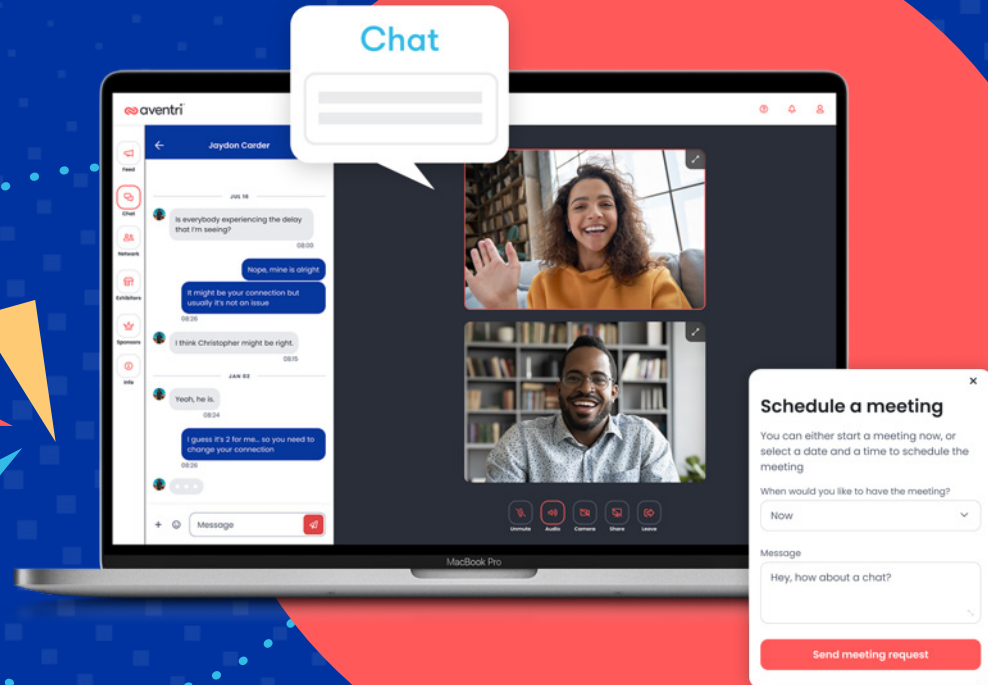 Chat
aventri
Feed
Chat
Network
Exhibitors
Sponsors
Info
Jaydon Carder
JUL 16
Is everybody experiencing the delay
that I'm seeing?
08:09
Nope, mine is alright
It might be your connection but
usually it's not an issue
08:26
I think Christopher might be right.
08:15
JAN 02
Yeah, he is.
08:24
I guess it's 2 for me... so you need to
change your connection
08:26
Message
Unmute
Audio
Camera
Share
Leave
MacBook Pro
Schedule a meeting
You can either start a meeting now, or
select a date and a time to schedule the
meeting
When would you like to have the meeting?
Now
Message
Hey, how about a chat?
Send meeting request